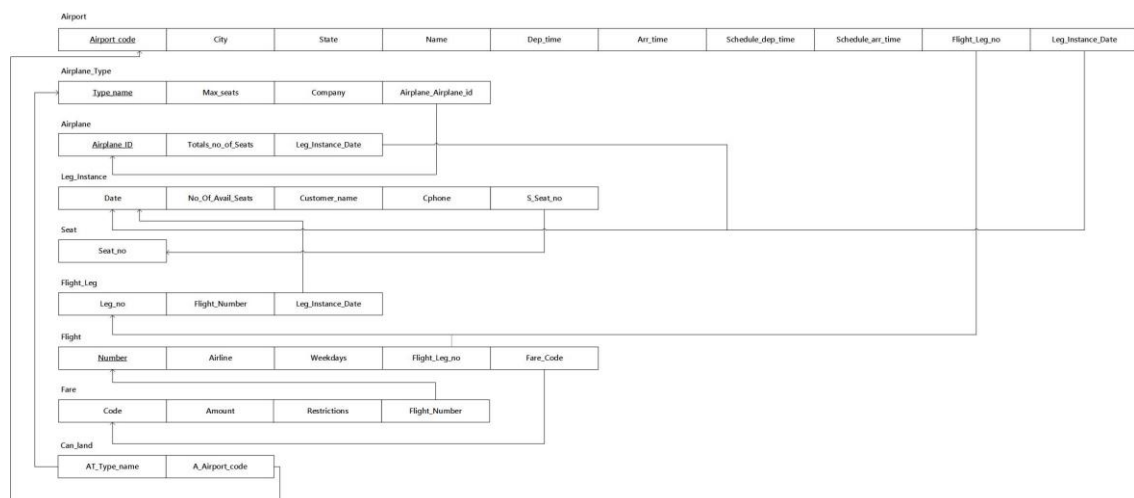 Airport
Airport_code City State Name Dep_time Arr_time Schedule_dep_time Schedule_arr_time Flight_Leg_no Leg_Instance_Date
Airplane_Type
Type_name Max_seats Company Airplane_Airplane_id
Airplane
Airplane_ID Totals_no_of_Seats Leg_Instance_Date
Leg_Instance
Date No_Of_Avail_Seats Customer_name Cphone S_Seat_no
Seat
Seat_no
Flight_Leg
Leg_no Flight_Number Leg_Instance_Date
Flight
Number Airline Weekdays Flight_Leg_no Fare_Code
Fare
Code Amount Restrictions Flight_Number
Can_land
AT_Type_name A_Airport_code